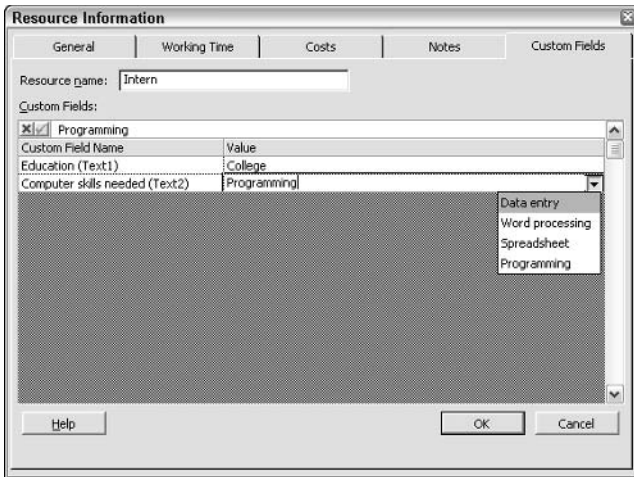 Resource Information
General Working Time Costs Notes Custom Fields
Resource name: Intern
Custom Fields:
Programming
Custom Field Name Value
Education (Text1) College
Computer skills needed (Text2) Programming
Data entry
Word processing
Spreadsheet
Programming
Help OK Cancel